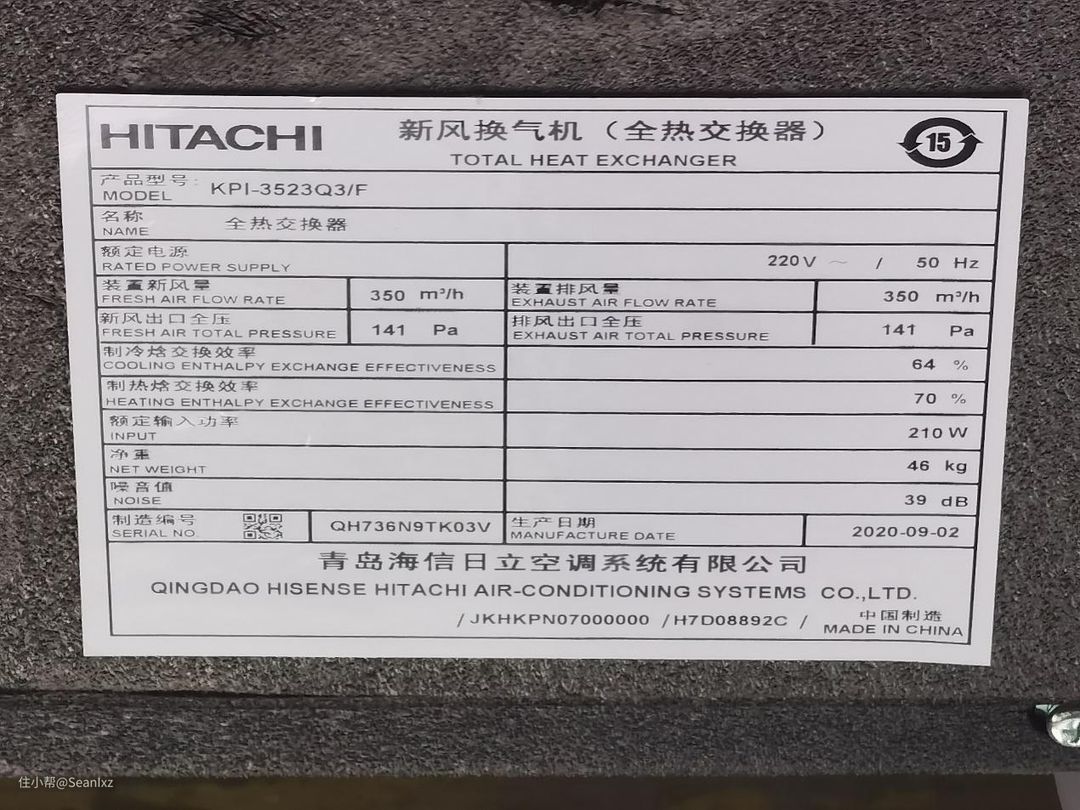 HITACHI 新风换气机（全热交换器） 15
TOTAL HEAT EXCHANGER
产品型号: KPI-3523Q3/F
MODEL
名称 全热交换器
NAME
额定电源 220V ～ / 50 Hz
RATED POWER SUPPLY
装置新风量 350 m³/h 装置排风量 350 m³/h
FRESH AIR FLOW RATE EXHAUST AIR FLOW RATE
新风出口全压 141 Pa 排风出口全压 141 Pa
FRESH AIR TOTAL PRESSURE EXHAUST AIR TOTAL PRESSURE
制冷焓交换效率 64 %
COOLING ENTHALPY EXCHANGE EFFECTIVENESS
制热焓交换效率 70 %
HEATING ENTHALPY EXCHANGE EFFECTIVENESS
额定输入功率 210 W
INPUT
净重 46 kg
NET WEIGHT
噪音值 39 dB
NOISE
制造编号 QH736N9TK03V 生产日期 2020-09-02
SERIAL NO. MANUFACTURE DATE
青岛海信日立空调系统有限公司
QINGDAO HISENSE HITACHI AIR-CONDITIONING SYSTEMS CO.,LTD.
/JKHKPN07000000 /H7D08892C / 中国制造
MADE IN CHINA
住小帮@Seanlxz